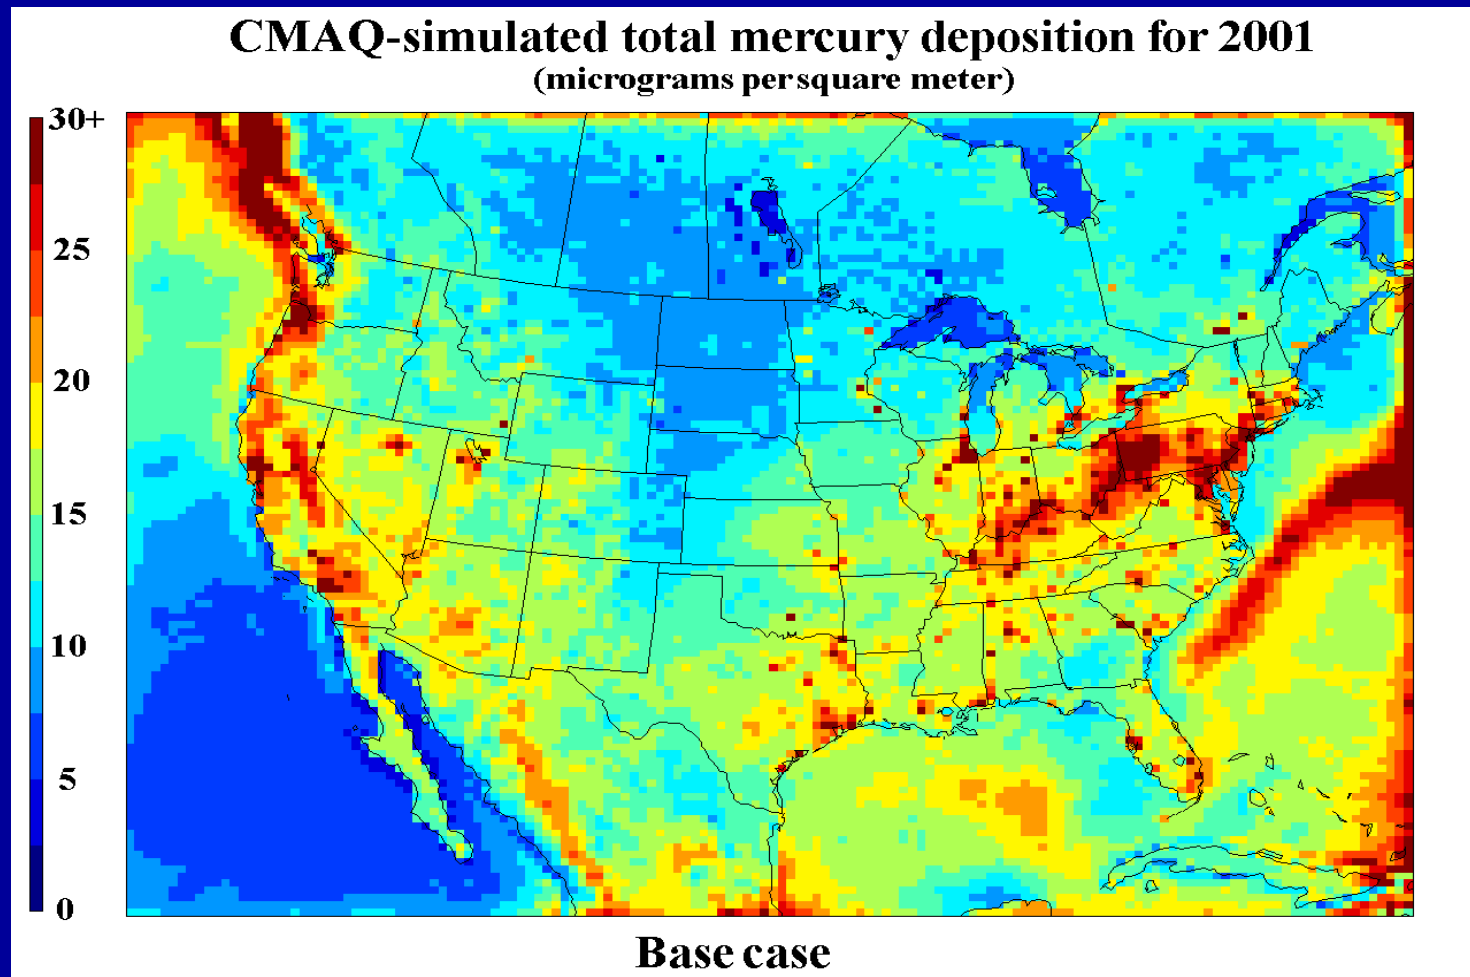 CMAQ-simulated total mercury deposition for 2001
(micrograms per square meter)
30+
25
20
15
10
5
0
Base case